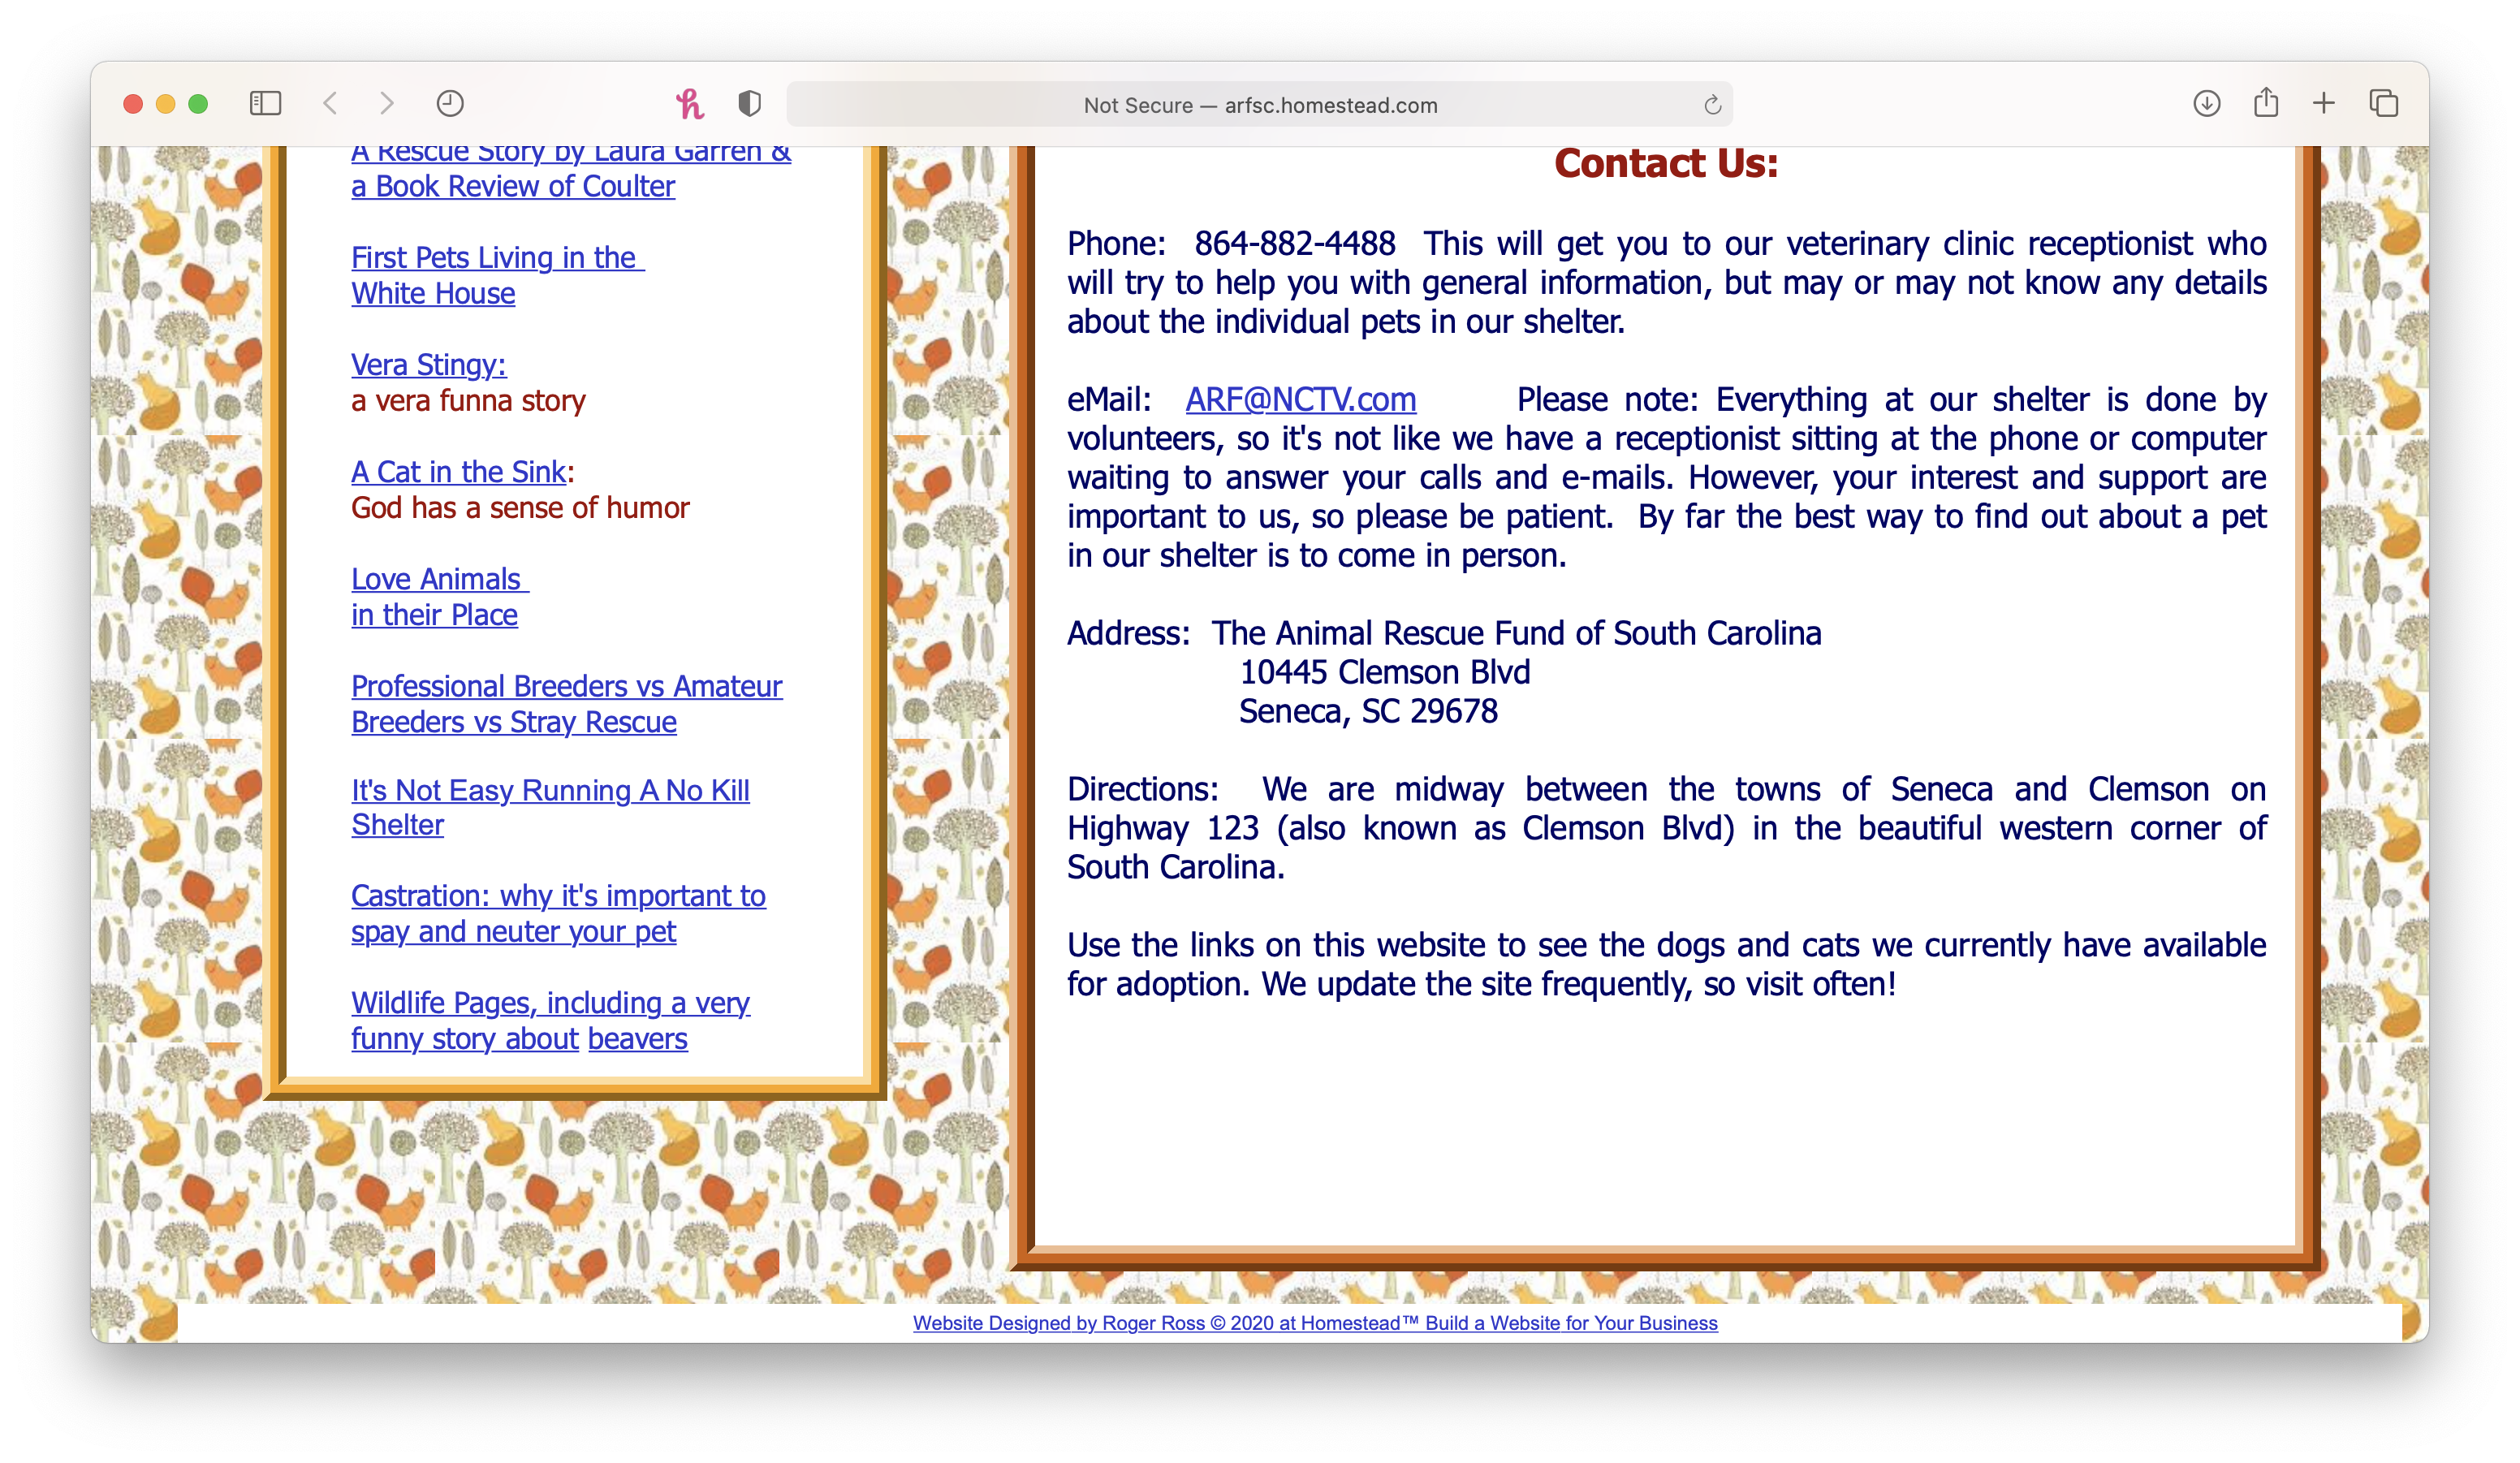 Not Secure — arfsc.homestead.com
A Rescue Story by Laura Garren &
a Book Review of Coulter
First Pets Living in the
White House
Vera Stingy:
a vera funna story
A Cat in the Sink:
God has a sense of humor
Love Animals
in their Place
Professional Breeders vs Amateur
Breeders vs Stray Rescue
It's Not Easy Running A No Kill
Shelter
Castration: why it's important to
spay and neuter your pet
Wildlife Pages, including a very
funny story about beavers
Contact Us:
Phone: 864-882-4488 This will get you to our veterinary clinic receptionist who
will try to help you with general information, but may or may not know any details
about the individual pets in our shelter.
eMail: ARF@NCTV.com Please note: Everything at our shelter is done by
volunteers, so it's not like we have a receptionist sitting at the phone or computer
waiting to answer your calls and e-mails. However, your interest and support are
important to us, so please be patient. By far the best way to find out about a pet
in our shelter is to come in person.
Address: The Animal Rescue Fund of South Carolina
10445 Clemson Blvd
Seneca, SC 29678
Directions: We are midway between the towns of Seneca and Clemson on
Highway 123 (also known as Clemson Blvd) in the beautiful western corner of
South Carolina.
Use the links on this website to see the dogs and cats we currently have available
for adoption. We update the site frequently, so visit often!
Website Designed by Roger Ross © 2020 at Homestead™ Build a Website for Your Business